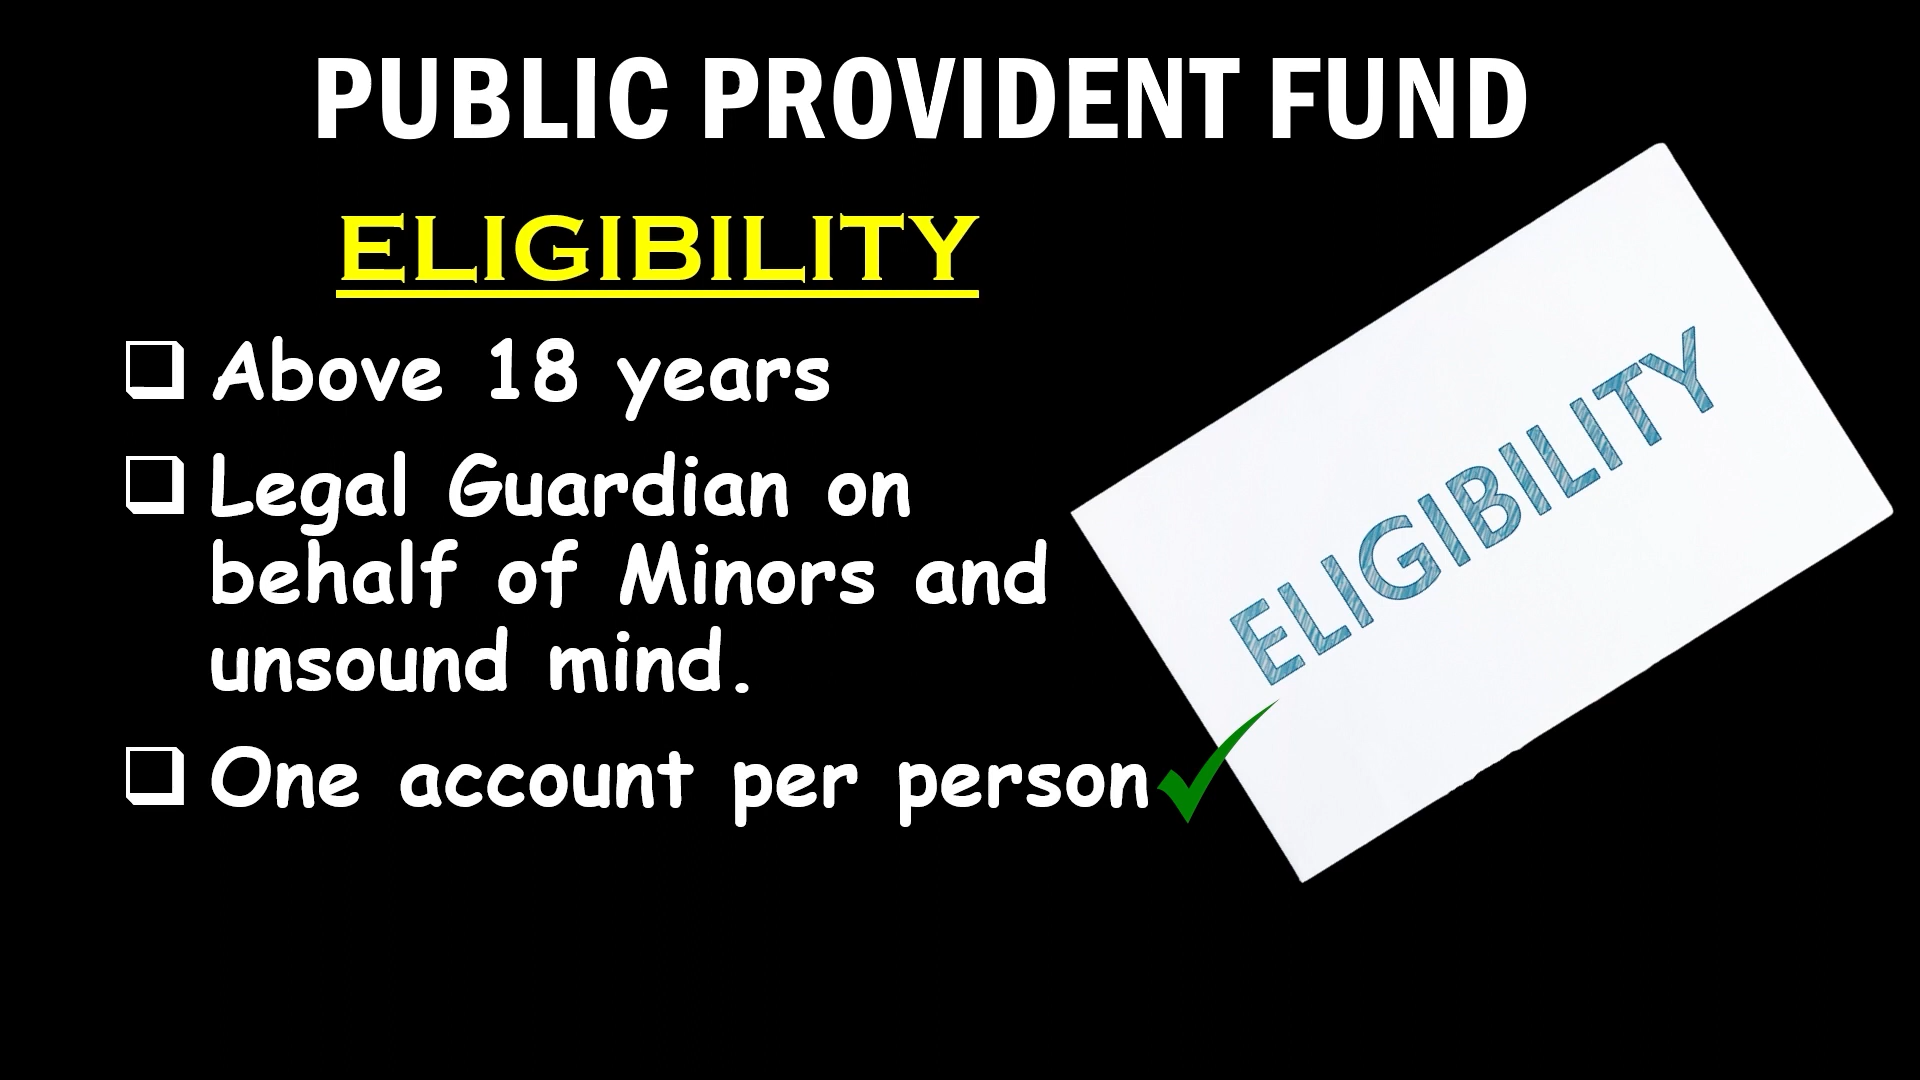 PUBLIC PROVIDENT FUND
ELIGIBILITY
Above 18 years
Legal Guardian on
behalf of Minors and
unsound mind.
One account per person
ELIGIBILITY